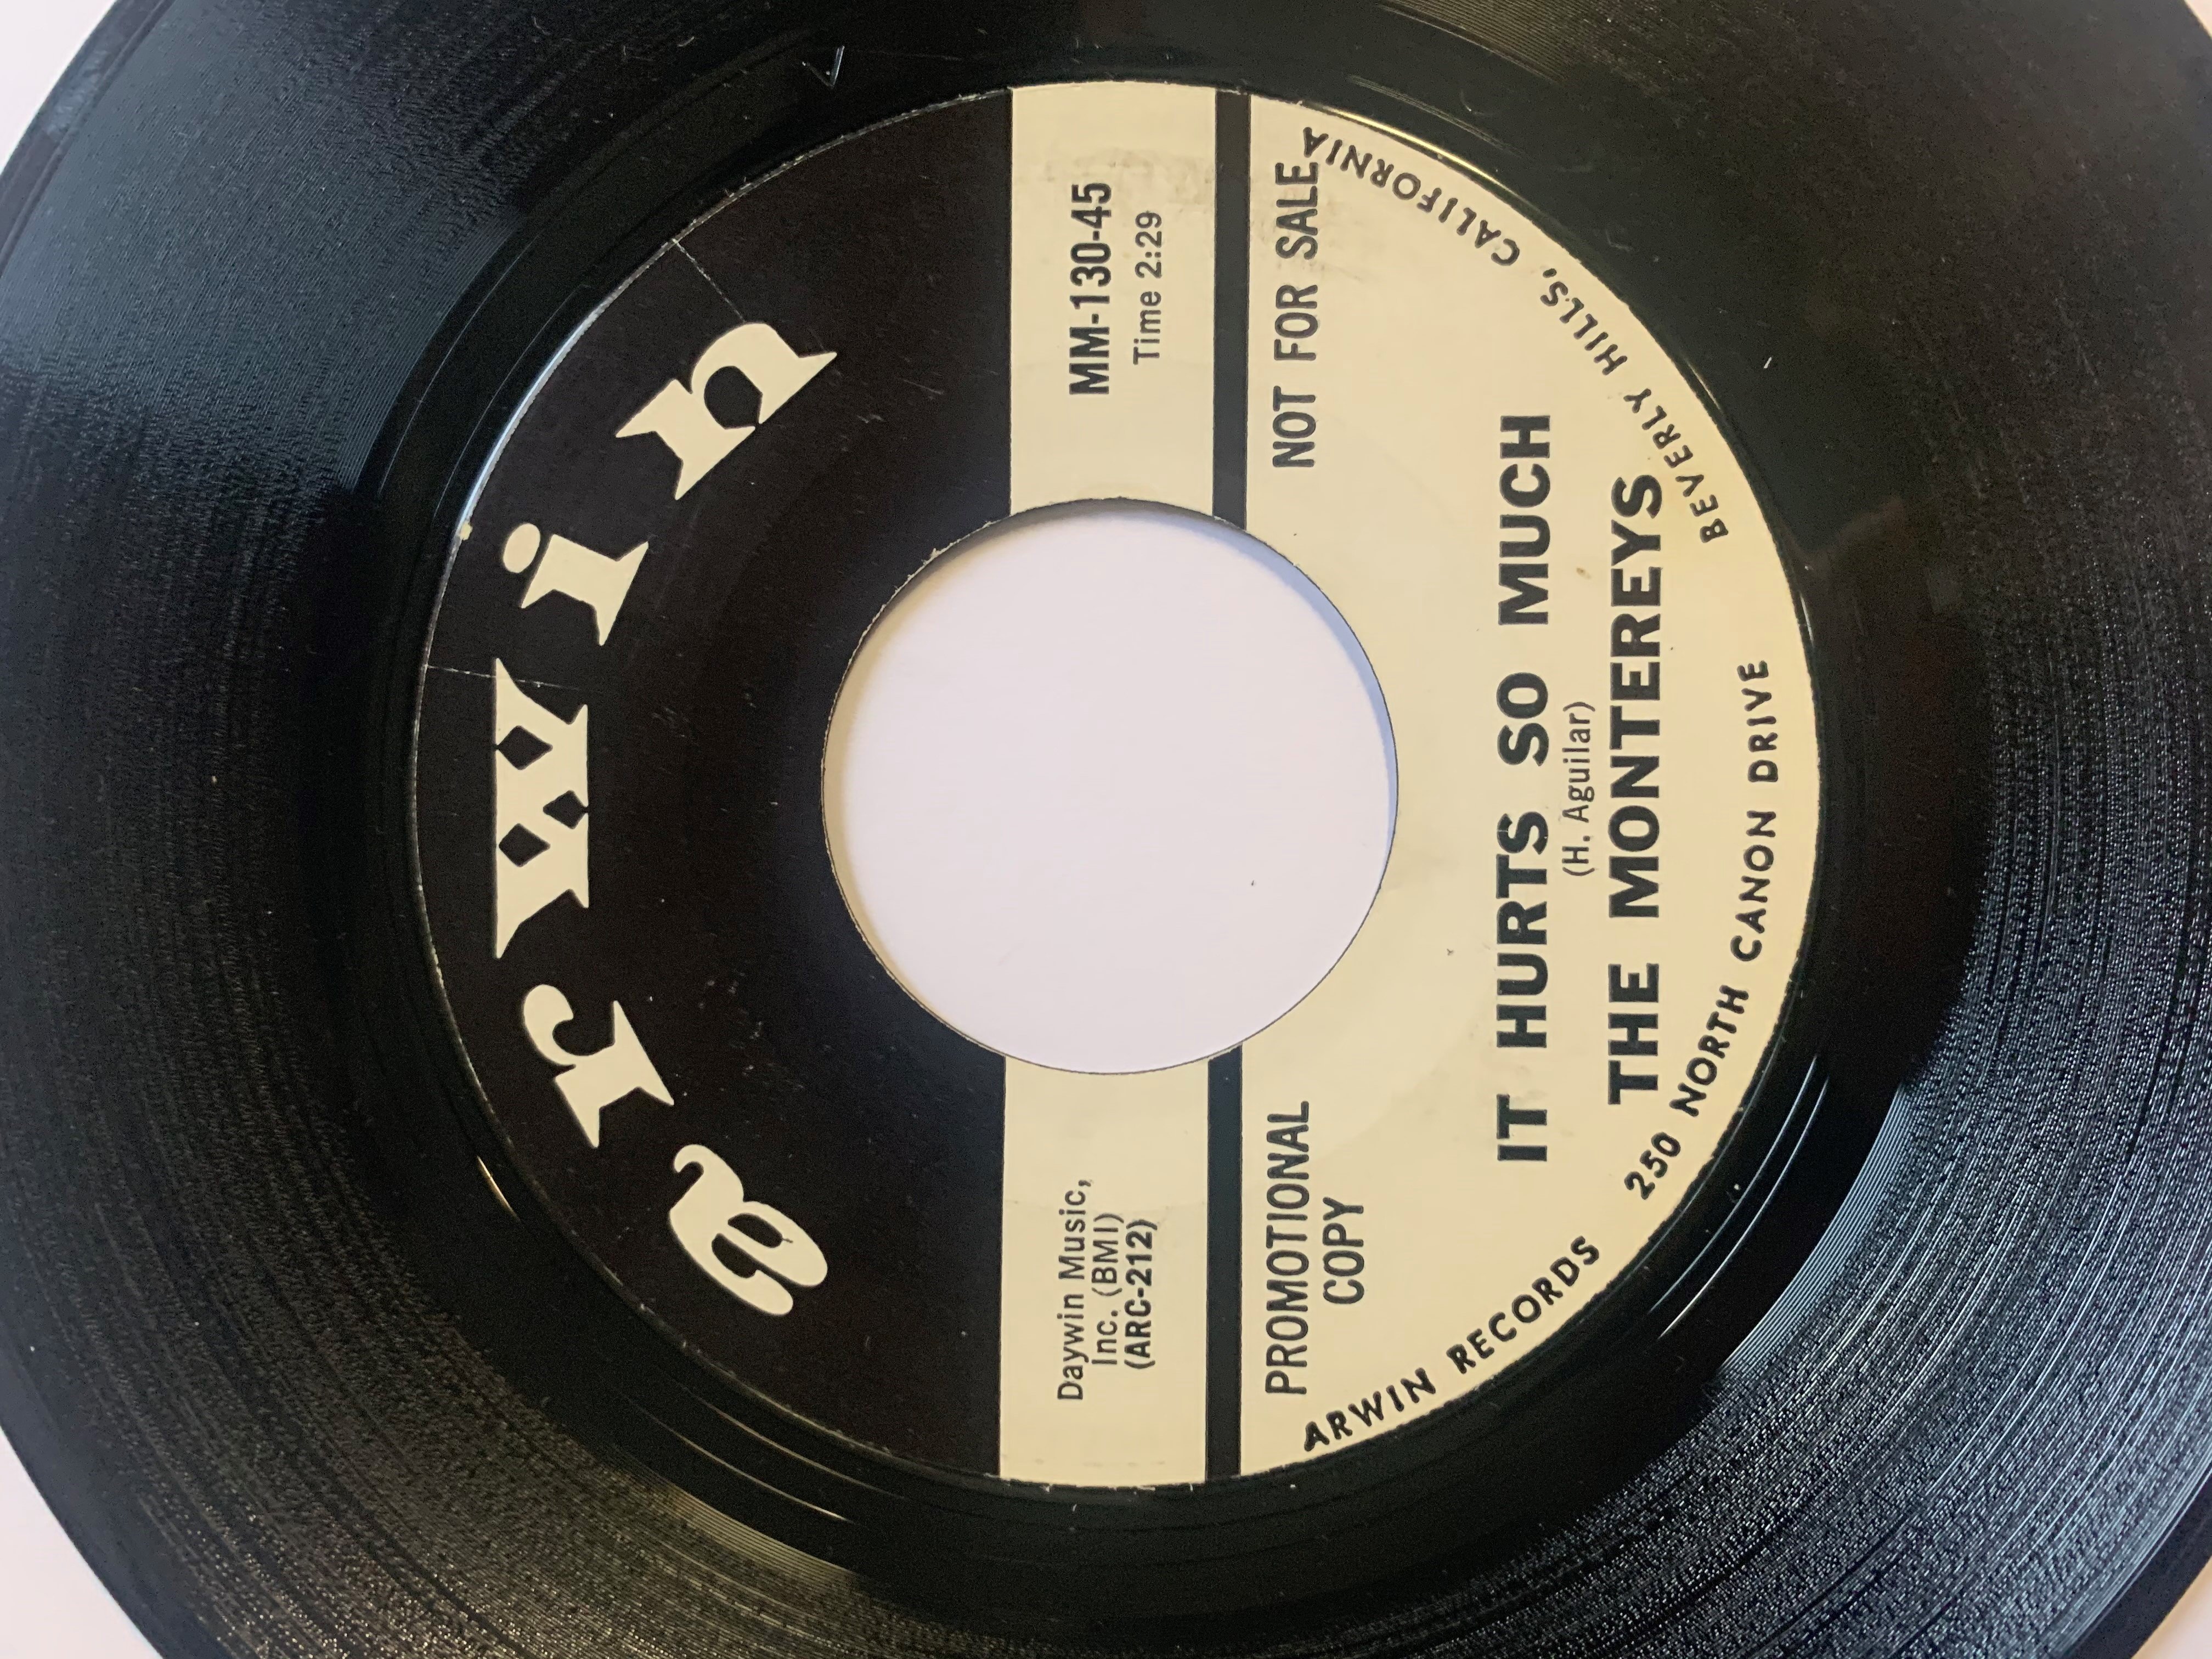 arwin
Daywin Music,
Inc. (BMI)
(ARC-212)
MM-130-45
Time 2:29
PROMOTIONAL
COPY
NOT FOR SALE
IT HURTS SO MUCH
(H. Aguilar)
THE MONTEREYS
ARWIN RECORDS 250 NORTH CANON DRIVE BEVERLY HILLS, CALIFORNIA